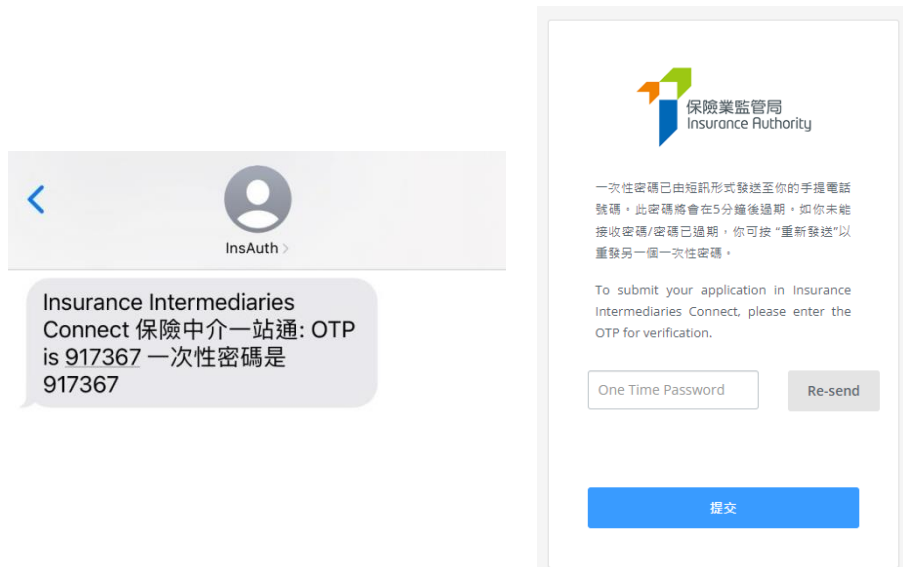 InsAuth
Insurance Intermediaries
Connect 保險中介一站通: OTP
is 917367 一次性密碼是
917367
保險業監管局
Insurance Authority
一次性密碼已由短訊形式發送至你的手提電話
號碼，此密碼將會在5分鐘後過期。如你未能
接收密碼/密碼已過期，你可按 “重新發送”以
重發另一個一次性密碼。
To submit your application in Insurance
Intermediaries Connect, please enter the
OTP for verification.
One Time Password
Re-send
提交